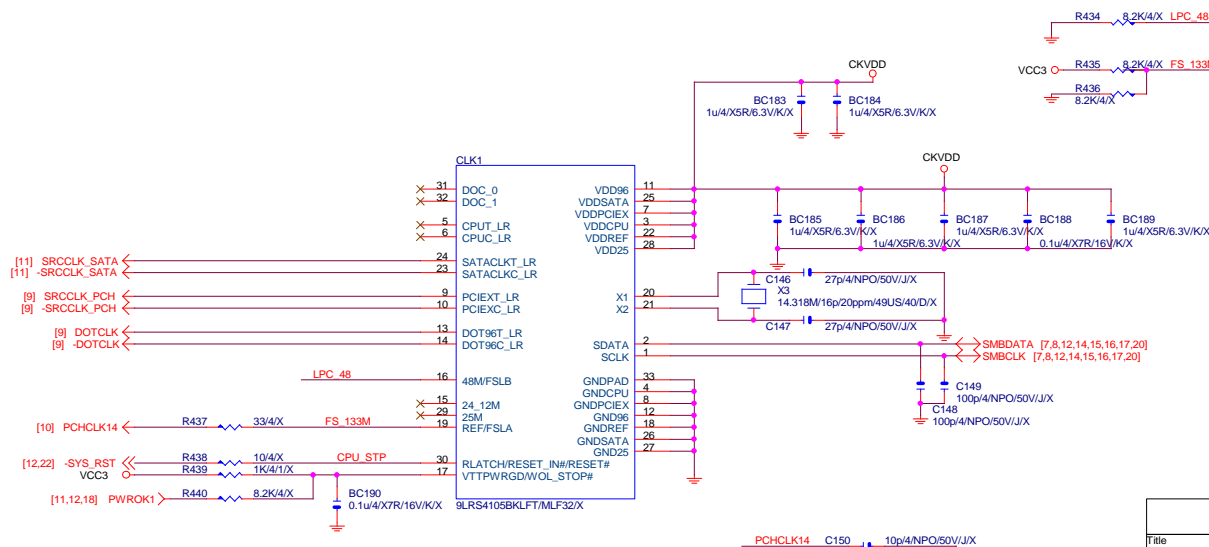 R434 8.2K/4/X LPC_48
VCC3 R435 8.2K/4/X FS_133M
R436
8.2K/4/X
CKVDD
BC183
1u/4/X5R/6.3V/K/X
BC184
1u/4/X5R/6.3V/K/X
CKVDD
BC185
1u/4/X5R/6.3V/K/X
BC186
1u/4/X5R/6.3V/K/X
BC187
1u/4/X5R/6.3V/K/X
BC188
0.1u/4/X7R/16V/K/X
BC189
1u/4/X5R/6.3V/K/X
CLK1
31 DOC_0
32 DOC_1
5 CPUT_LR
6 CPUC_LR
[11] SRCCLK_SATA 24 SATACLKT_LR
[11] -SRCCLK_SATA 23 SATACLKC_LR
[9] SRCCLK_PCH 9 PCIEXT_LR
[9] -SRCCLK_PCH 10 PCIEXC_LR
[9] DOTCLK 13 DOT96T_LR
[9] -DOTCLK 14 DOT96C_LR
LPC_48 16 48M/FSLB
15 24_12M
29 25M
[10] PCHCLK14 R437 33/4/X FS_133M 19 REF/FSLA
[12,22] -SYS_RST R438 10/4/X CPU_STP 30 RLATCH/RESET_IN#/RESET#
VCC3 R439 1K/4/1/X 17 VTTPWRGD/WOL_STOP#
[11,12,18] PWROK1 R440 8.2K/4/X
BC190
0.1u/4/X7R/16V/K/X
9LRS4105BKLFT/MLF32/X
VDD96 11
VDDSATA 25
VDDPCIEX 7
VDDCPU 3
VDDREF 22
VDD25 28
X1 20
X2 21
C146 27p/4/NPO/50V/J/X
X3
14.318M/16p/20ppm/49US/40/D/X
C147 27p/4/NPO/50V/J/X
SDATA 2 SMBDATA [7,8,12,14,15,16,17,20]
SCLK 1 SMBCLK [7,8,12,14,15,16,17,20]
C149
100p/4/NPO/50V/J/X
C148
100p/4/NPO/50V/J/X
GNDPAD 33
GNDCPU 4
GNDPCIEX 8
GND96 12
GNDREF 18
GNDSATA 26
GND25 27
PCHCLK14 C150 10p/4/NPO/50V/J/X
Title